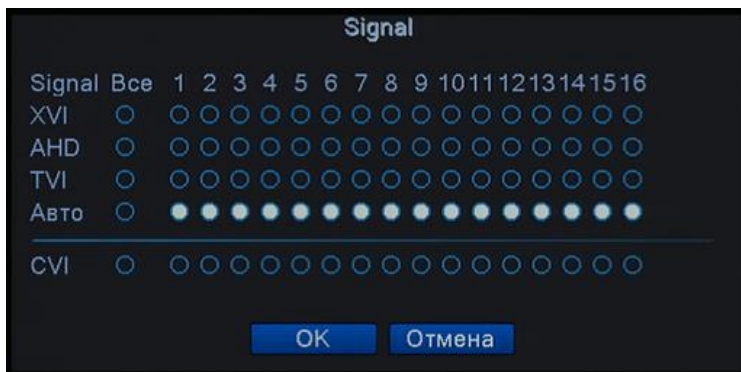 Signal
Signal Все 1 2 3 4 5 6 7 8 9 10 11 12 13 14 15 16
XVI
AHD
TVI
Авто
CVI
OK Отмена